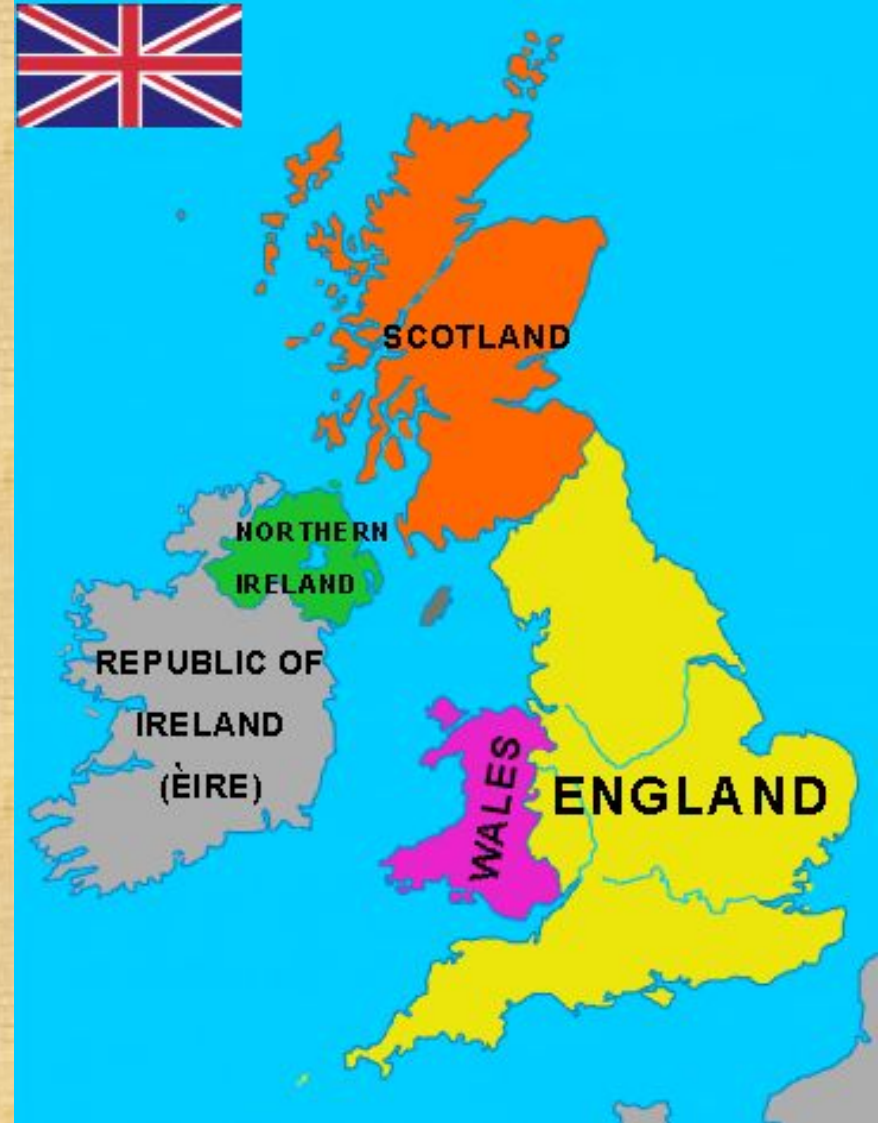 SCOTLAND
NORTHERN
IRELAND
REPUBLIC OF
IRELAND
(ÈIRE)
WALES
ENGLAND